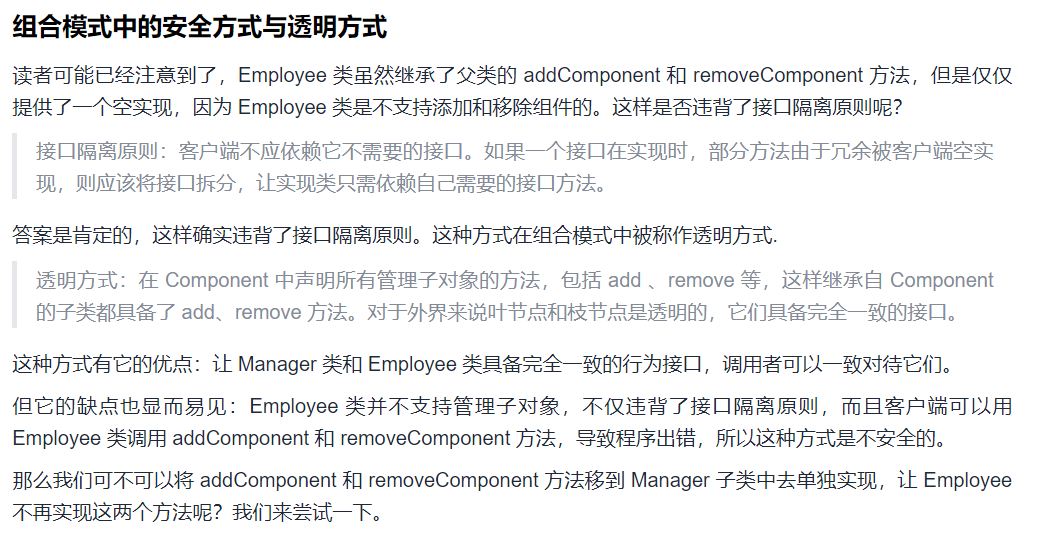 组合模式中的安全方式与透明方式
读者可能已经注意到了，Employee 类虽然继承了父类的 addComponent 和 removeComponent 方法，但是仅仅
提供了一个空实现，因为 Employee 类是不支持添加和移除组件的。这样是否违背了接口隔离原则呢？
接口隔离原则：客户端不应依赖它不需要的接口。如果一个接口在实现时，部分方法由于冗余被客户端空实
现，则应该将接口拆分，让实现类只需依赖自己需要的接口方法。
答案是肯定的，这样确实违背了接口隔离原则。这种方式在组合模式中被称作透明方式.
透明方式：在 Component 中声明所有管理子对象的方法，包括 add 、remove 等，这样继承自 Component
的子类都具备了 add、remove 方法。对于外界来说叶节点和枝节点是透明的，它们具备完全一致的接口。
这种方式有它的优点：让 Manager 类和 Employee 类具备完全一致的行为接口，调用者可以一致对待它们。
但它的缺点也显而易见：Employee 类并不支持管理子对象，不仅违背了接口隔离原则，而且客户端可以用
Employee 类调用 addComponent 和 removeComponent 方法，导致程序出错，所以这种方式是不安全的。
那么我们可不可以将 addComponent 和 removeComponent 方法移到 Manager 子类中去单独实现，让 Employee
不再实现这两个方法呢？我们来尝试一下。